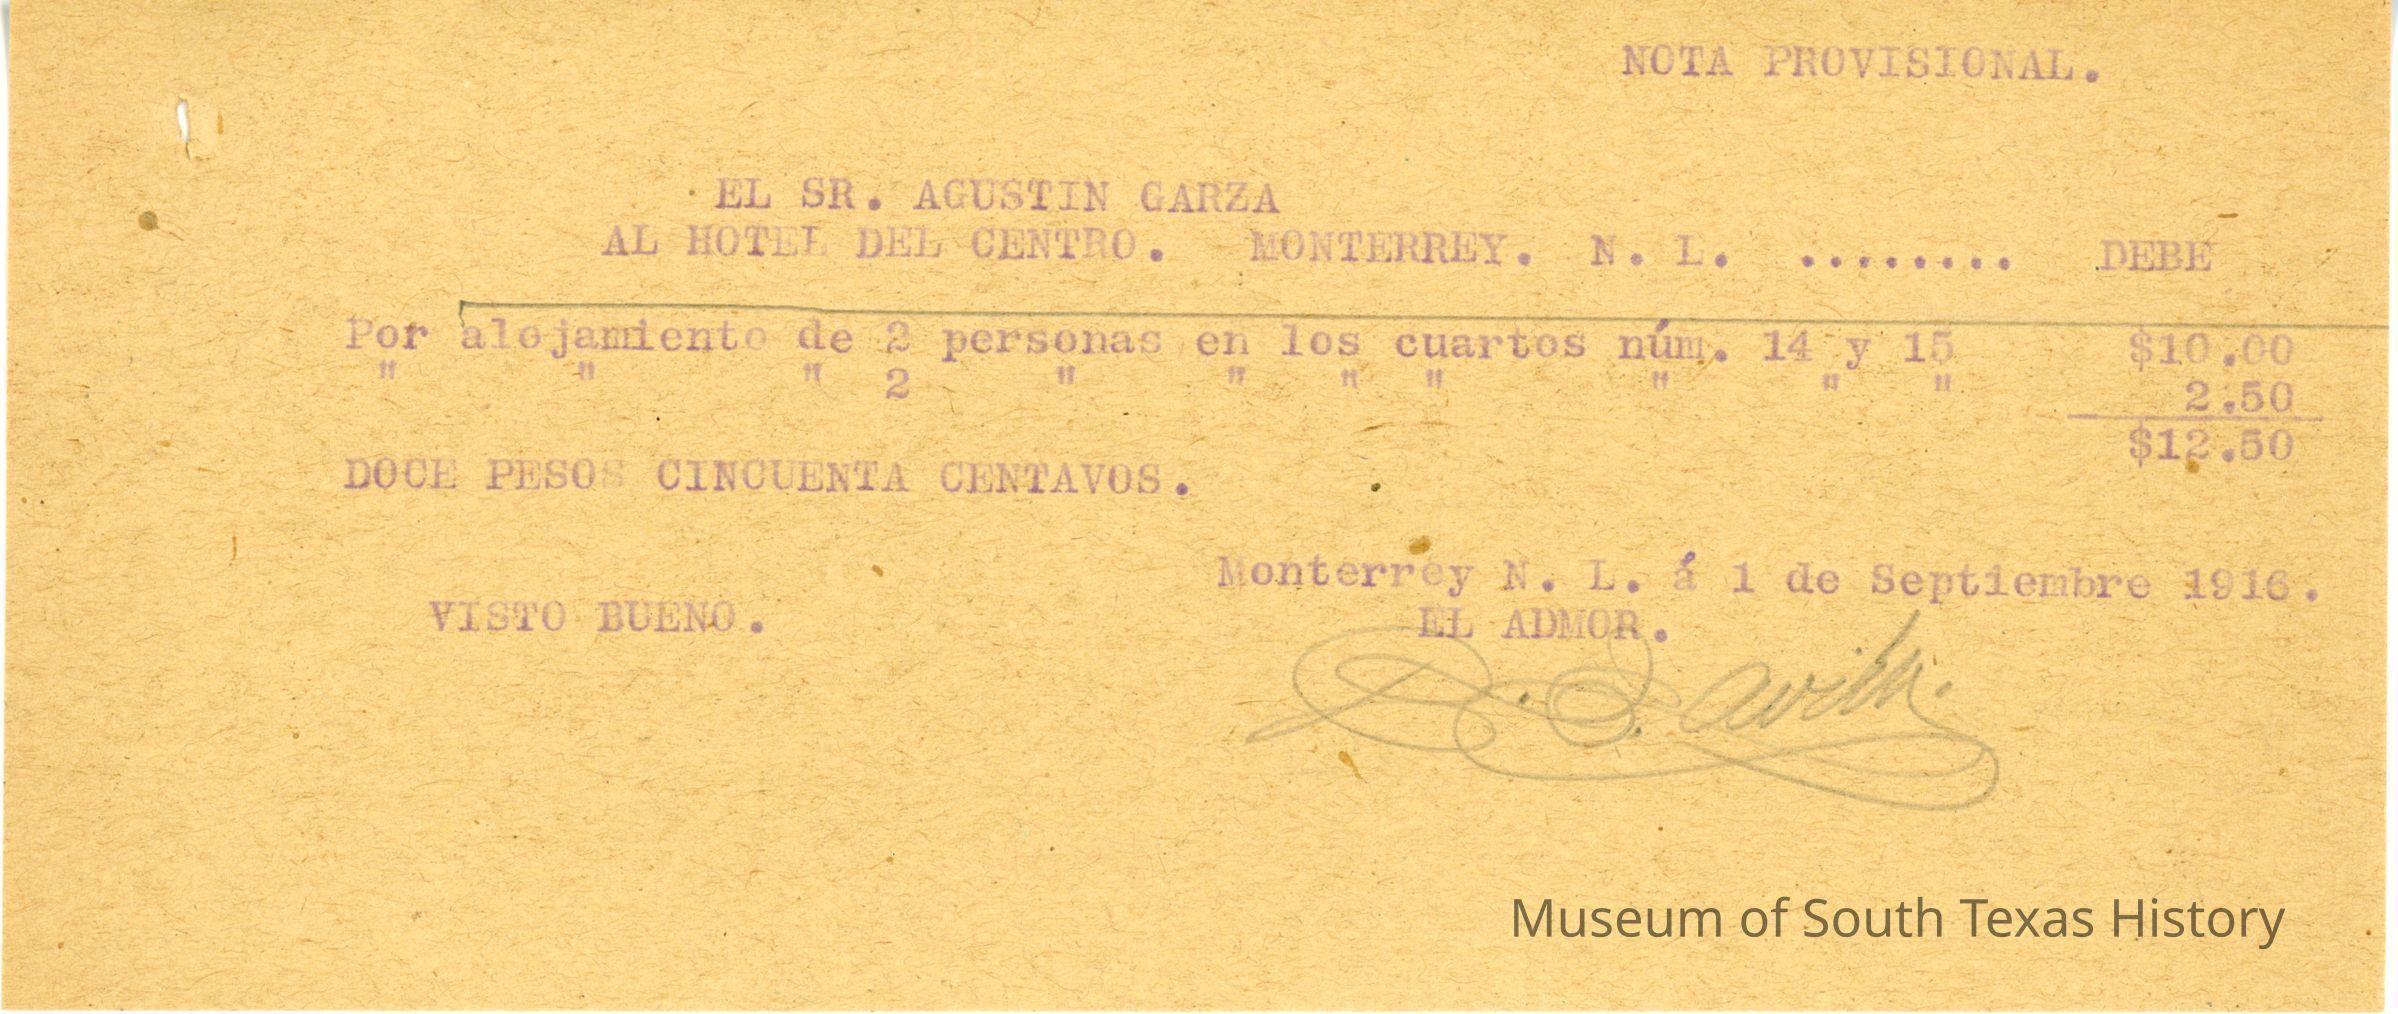 NOTA PROVISIONAL.
EL SR. AGUSTIN GARZA
AL HOTEL DEL CENTRO. MONTERREY. N. L. ........ DEBE
Por alojamiento de 2 personas en los cuartos núm. 14 y 15 $10.00
" " " 2 " " " " " " " 2.50
$12.50
DOCE PESOS CINCUENTA CENTAVOS.
Monterrey N. L. á 1 de Septiembre 1916.
VISTO BUENO. EL ADMOR.
Museum of South Texas History